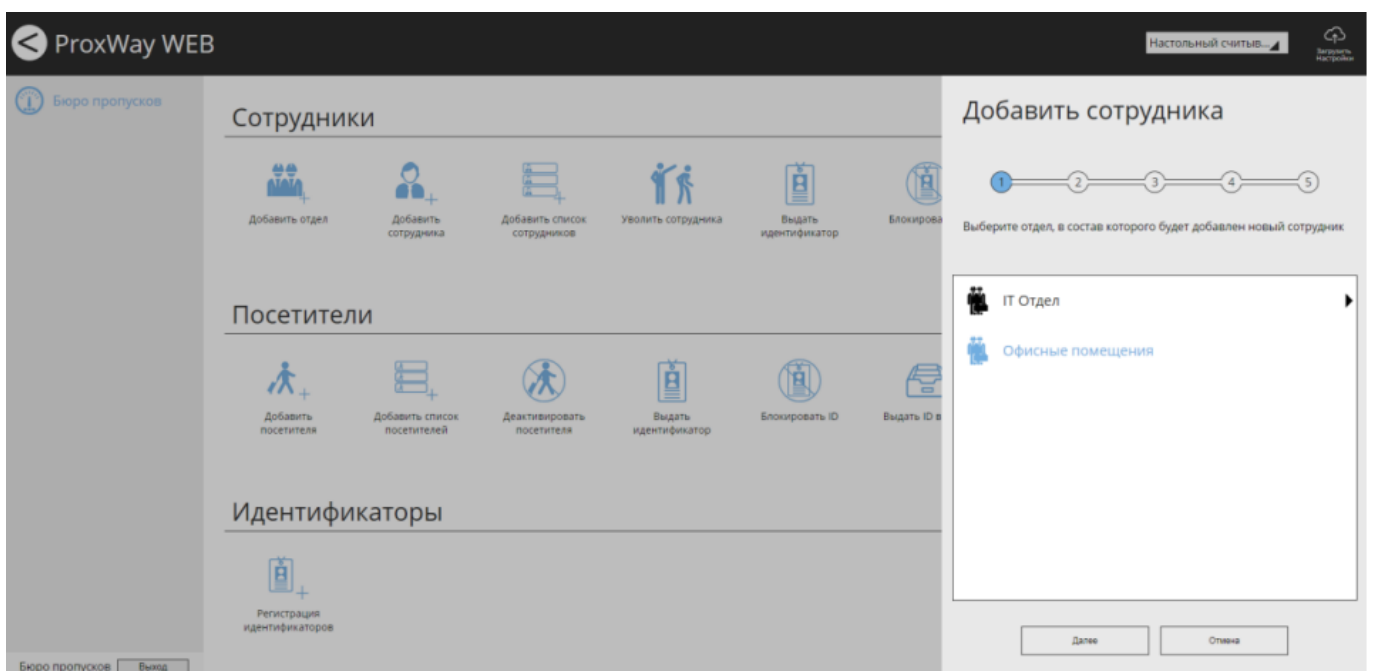 ProxWay WEB
Настольный считыв...
Загрузить
Настройки
Бюро пропусков
Сотрудники
Добавить отдел
Добавить
сотрудника
Добавить список
сотрудников
Уволить сотрудника
Выдать
идентификатор
Блокирова
Посетители
Добавить
посетителя
Добавить список
посетителей
Деактивировать
посетителя
Выдать
идентификатор
Блокировать ID
Выдать ID в
Идентификаторы
Регистрация
идентификаторов
Бюро пропусков
Выход
Добавить сотрудника
1 2 3 4 5
Выберите отдел, в состав которого будет добавлен новый сотрудник
IT Отдел
Офисные помещения
Далее
Отмена